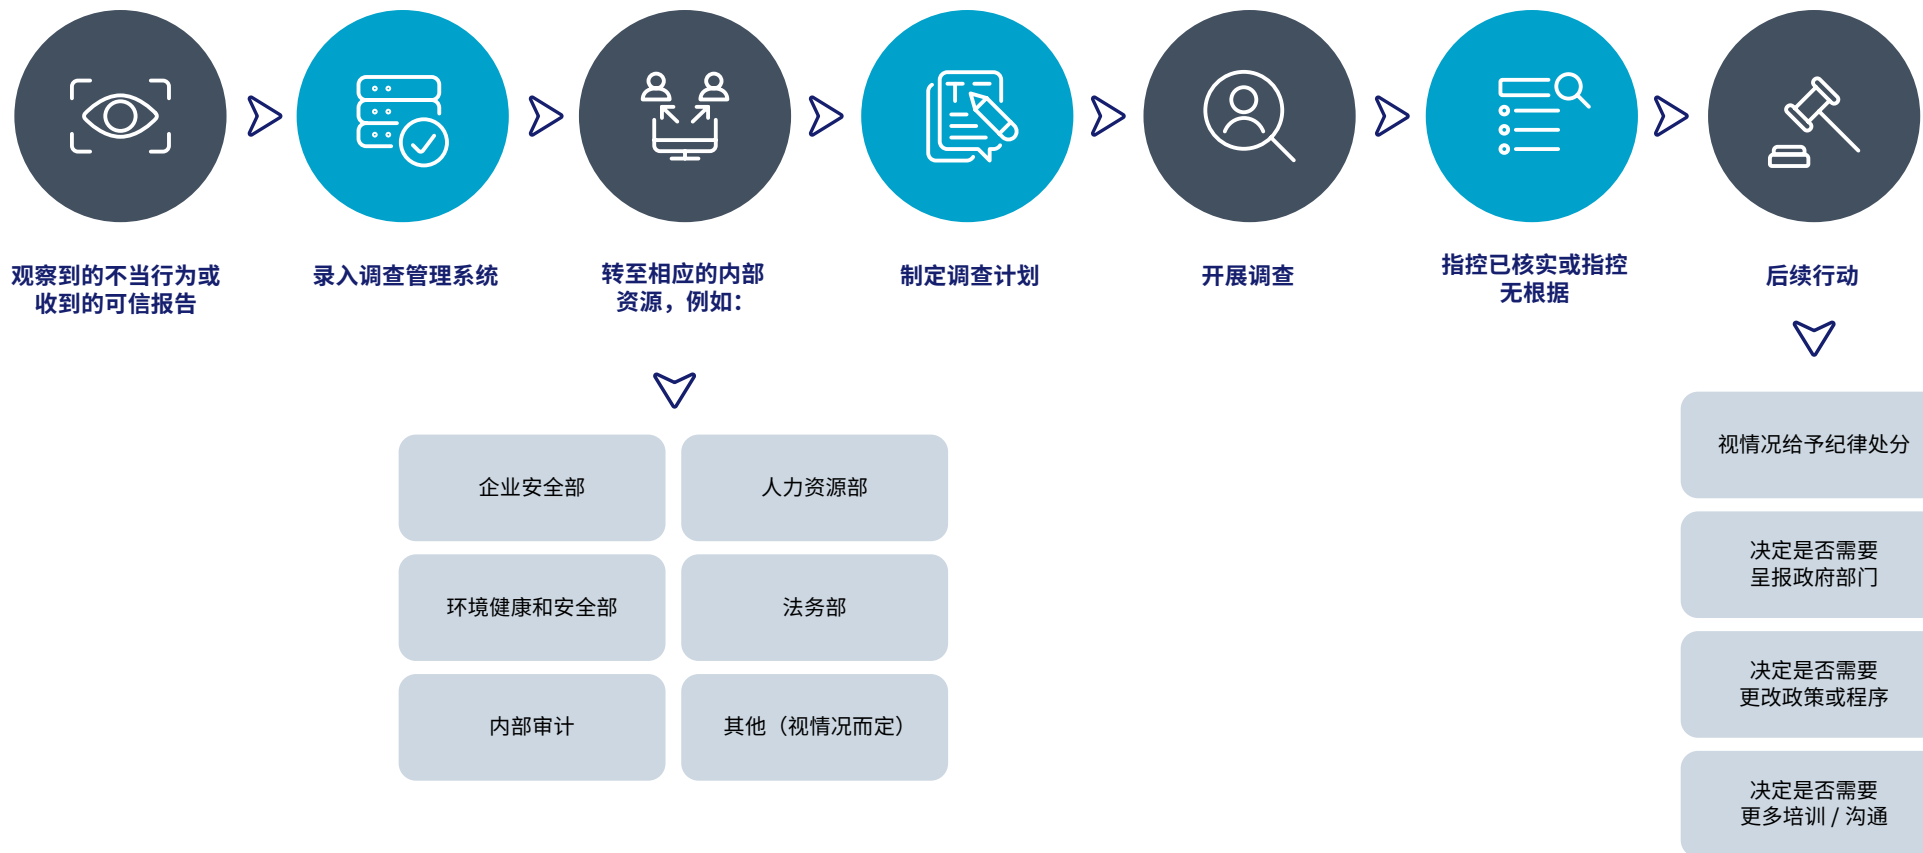 观察到的不当行为或
收到的可信报告
录入调查管理系统
转至相应的内部
资源，例如：
制定调查计划
开展调查
指控已核实或指控
无根据
后续行动
企业安全部
人力资源部
环境健康和安全部
法务部
内部审计
其他（视情况而定）
视情况给予纪律处分
决定是否需要
呈报政府部门
决定是否需要
更改政策或程序
决定是否需要
更多培训 / 沟通